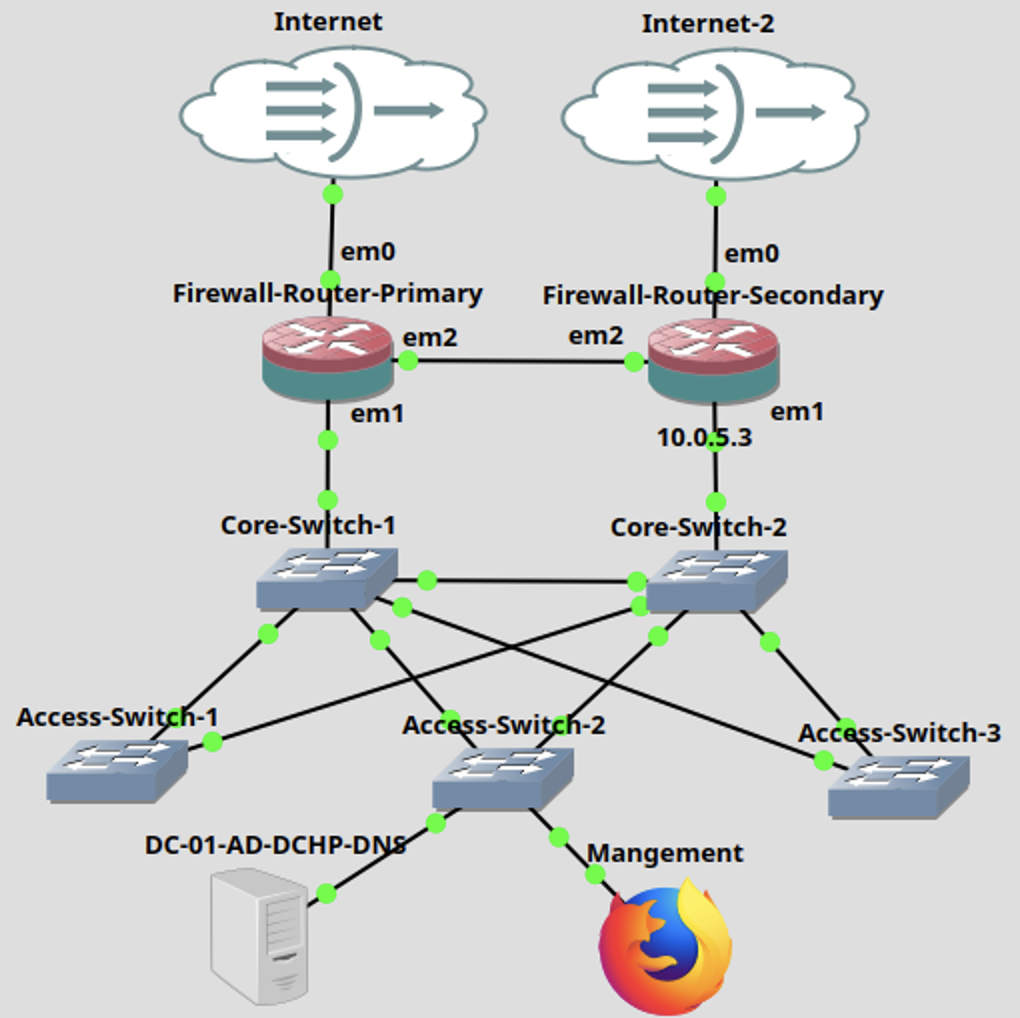 Internet
Internet-2
em0
em0
Firewall-Router-Primary
Firewall-Router-Secondary
em2
em2
em1
em1
10.0.5.3
Core-Switch-1
Core-Switch-2
Access-Switch-1
Access-Switch-2
Access-Switch-3
DC-01-AD-DCHP-DNS
Mangement